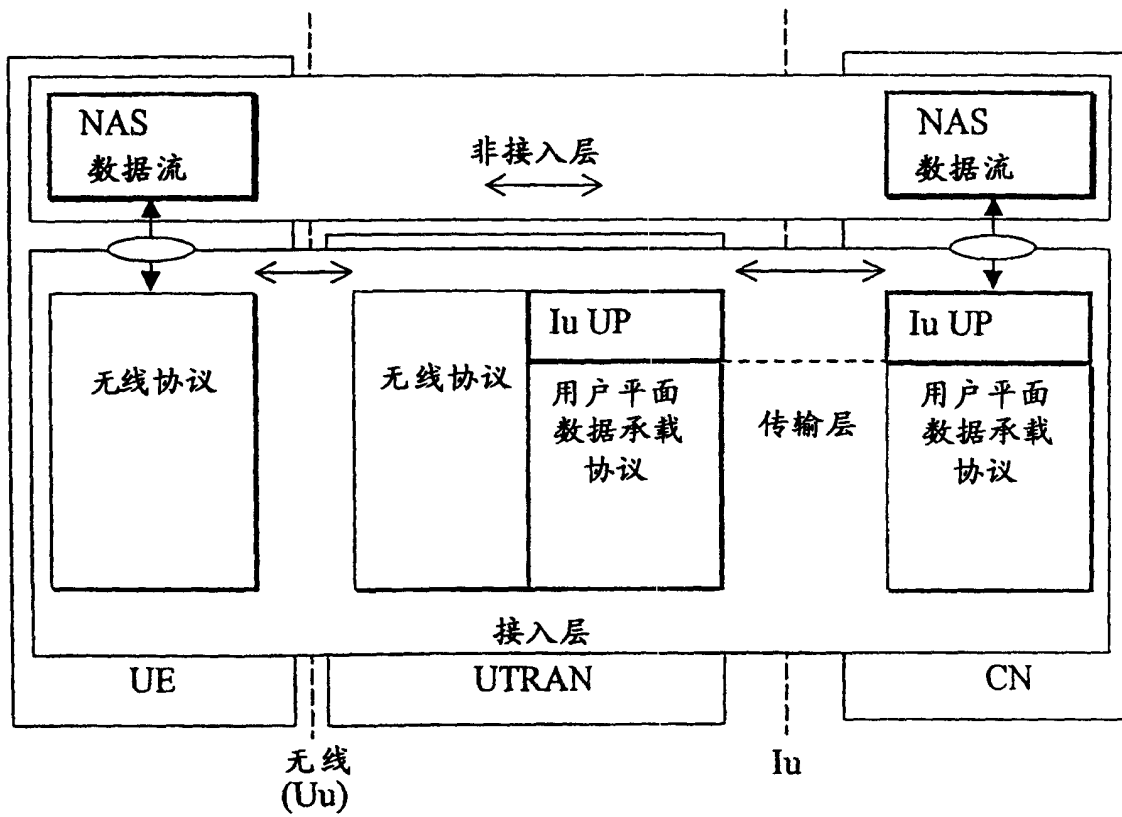 NAS
数据流
非接入层
NAS
数据流
无线协议
无线协议
Iu UP
用户平面
数据承载
协议
传输层
Iu UP
用户平面
数据承载
协议
接入层
UE
UTRAN
CN
无线
(Uu)
Iu